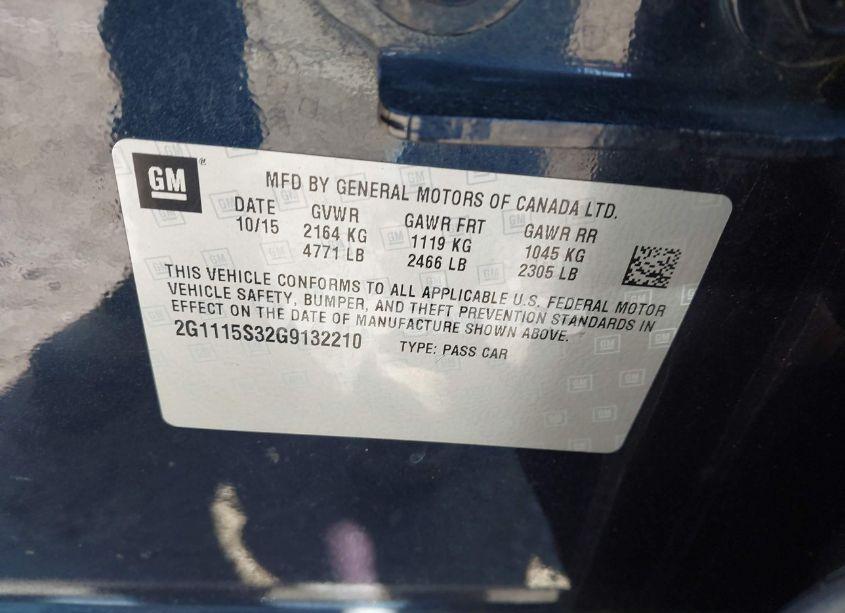 GM ®
MFD BY GENERAL MOTORS OF CANADA LTD.
DATE GVWR GAWR FRT GAWR RR
10/15 2164 KG 1119 KG 1045 KG
4771 LB 2466 LB 2305 LB
THIS VEHICLE CONFORMS TO ALL APPLICABLE U.S. FEDERAL MOTOR
VEHICLE SAFETY, BUMPER, AND THEFT PREVENTION STANDARDS IN
EFFECT ON THE DATE OF MANUFACTURE SHOWN ABOVE.
2G1115S32G9132210 TYPE: PASS CAR